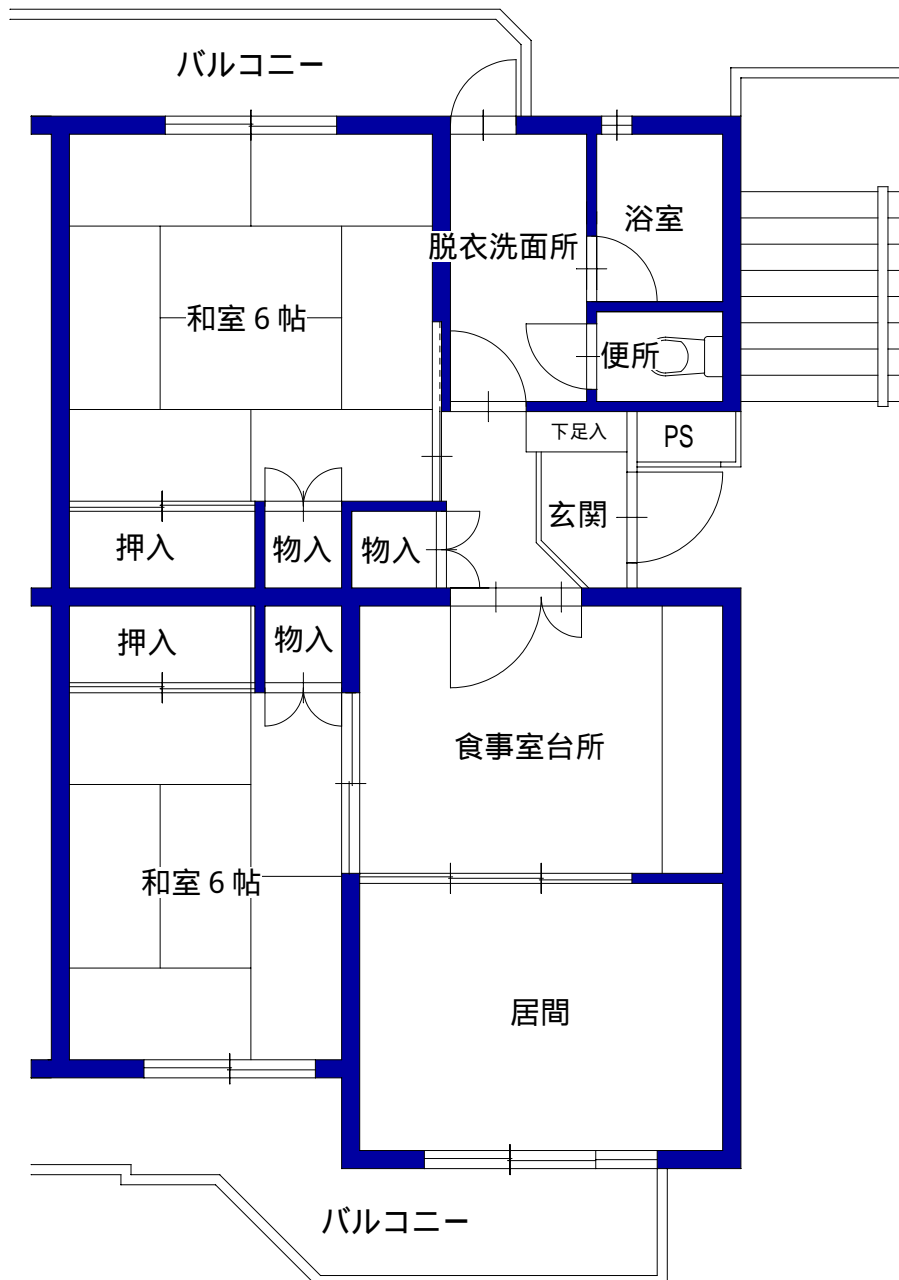 バルコニー
浴室
脱衣洗面所
和室６帖
便所
下足入
PS
玄関
押入
物入
物入
押入
物入
食事室台所
和室６帖
居間
バルコニー